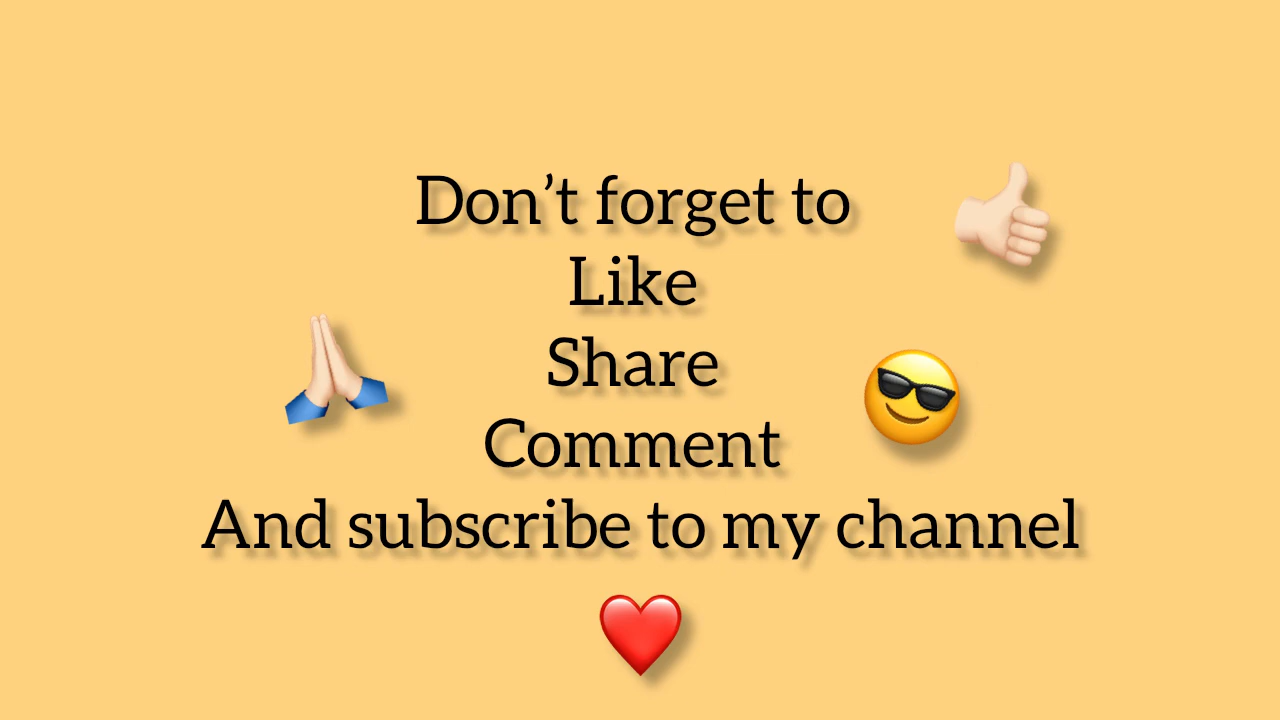 Don’t forget to
Like
Share
Comment
And subscribe to my channel